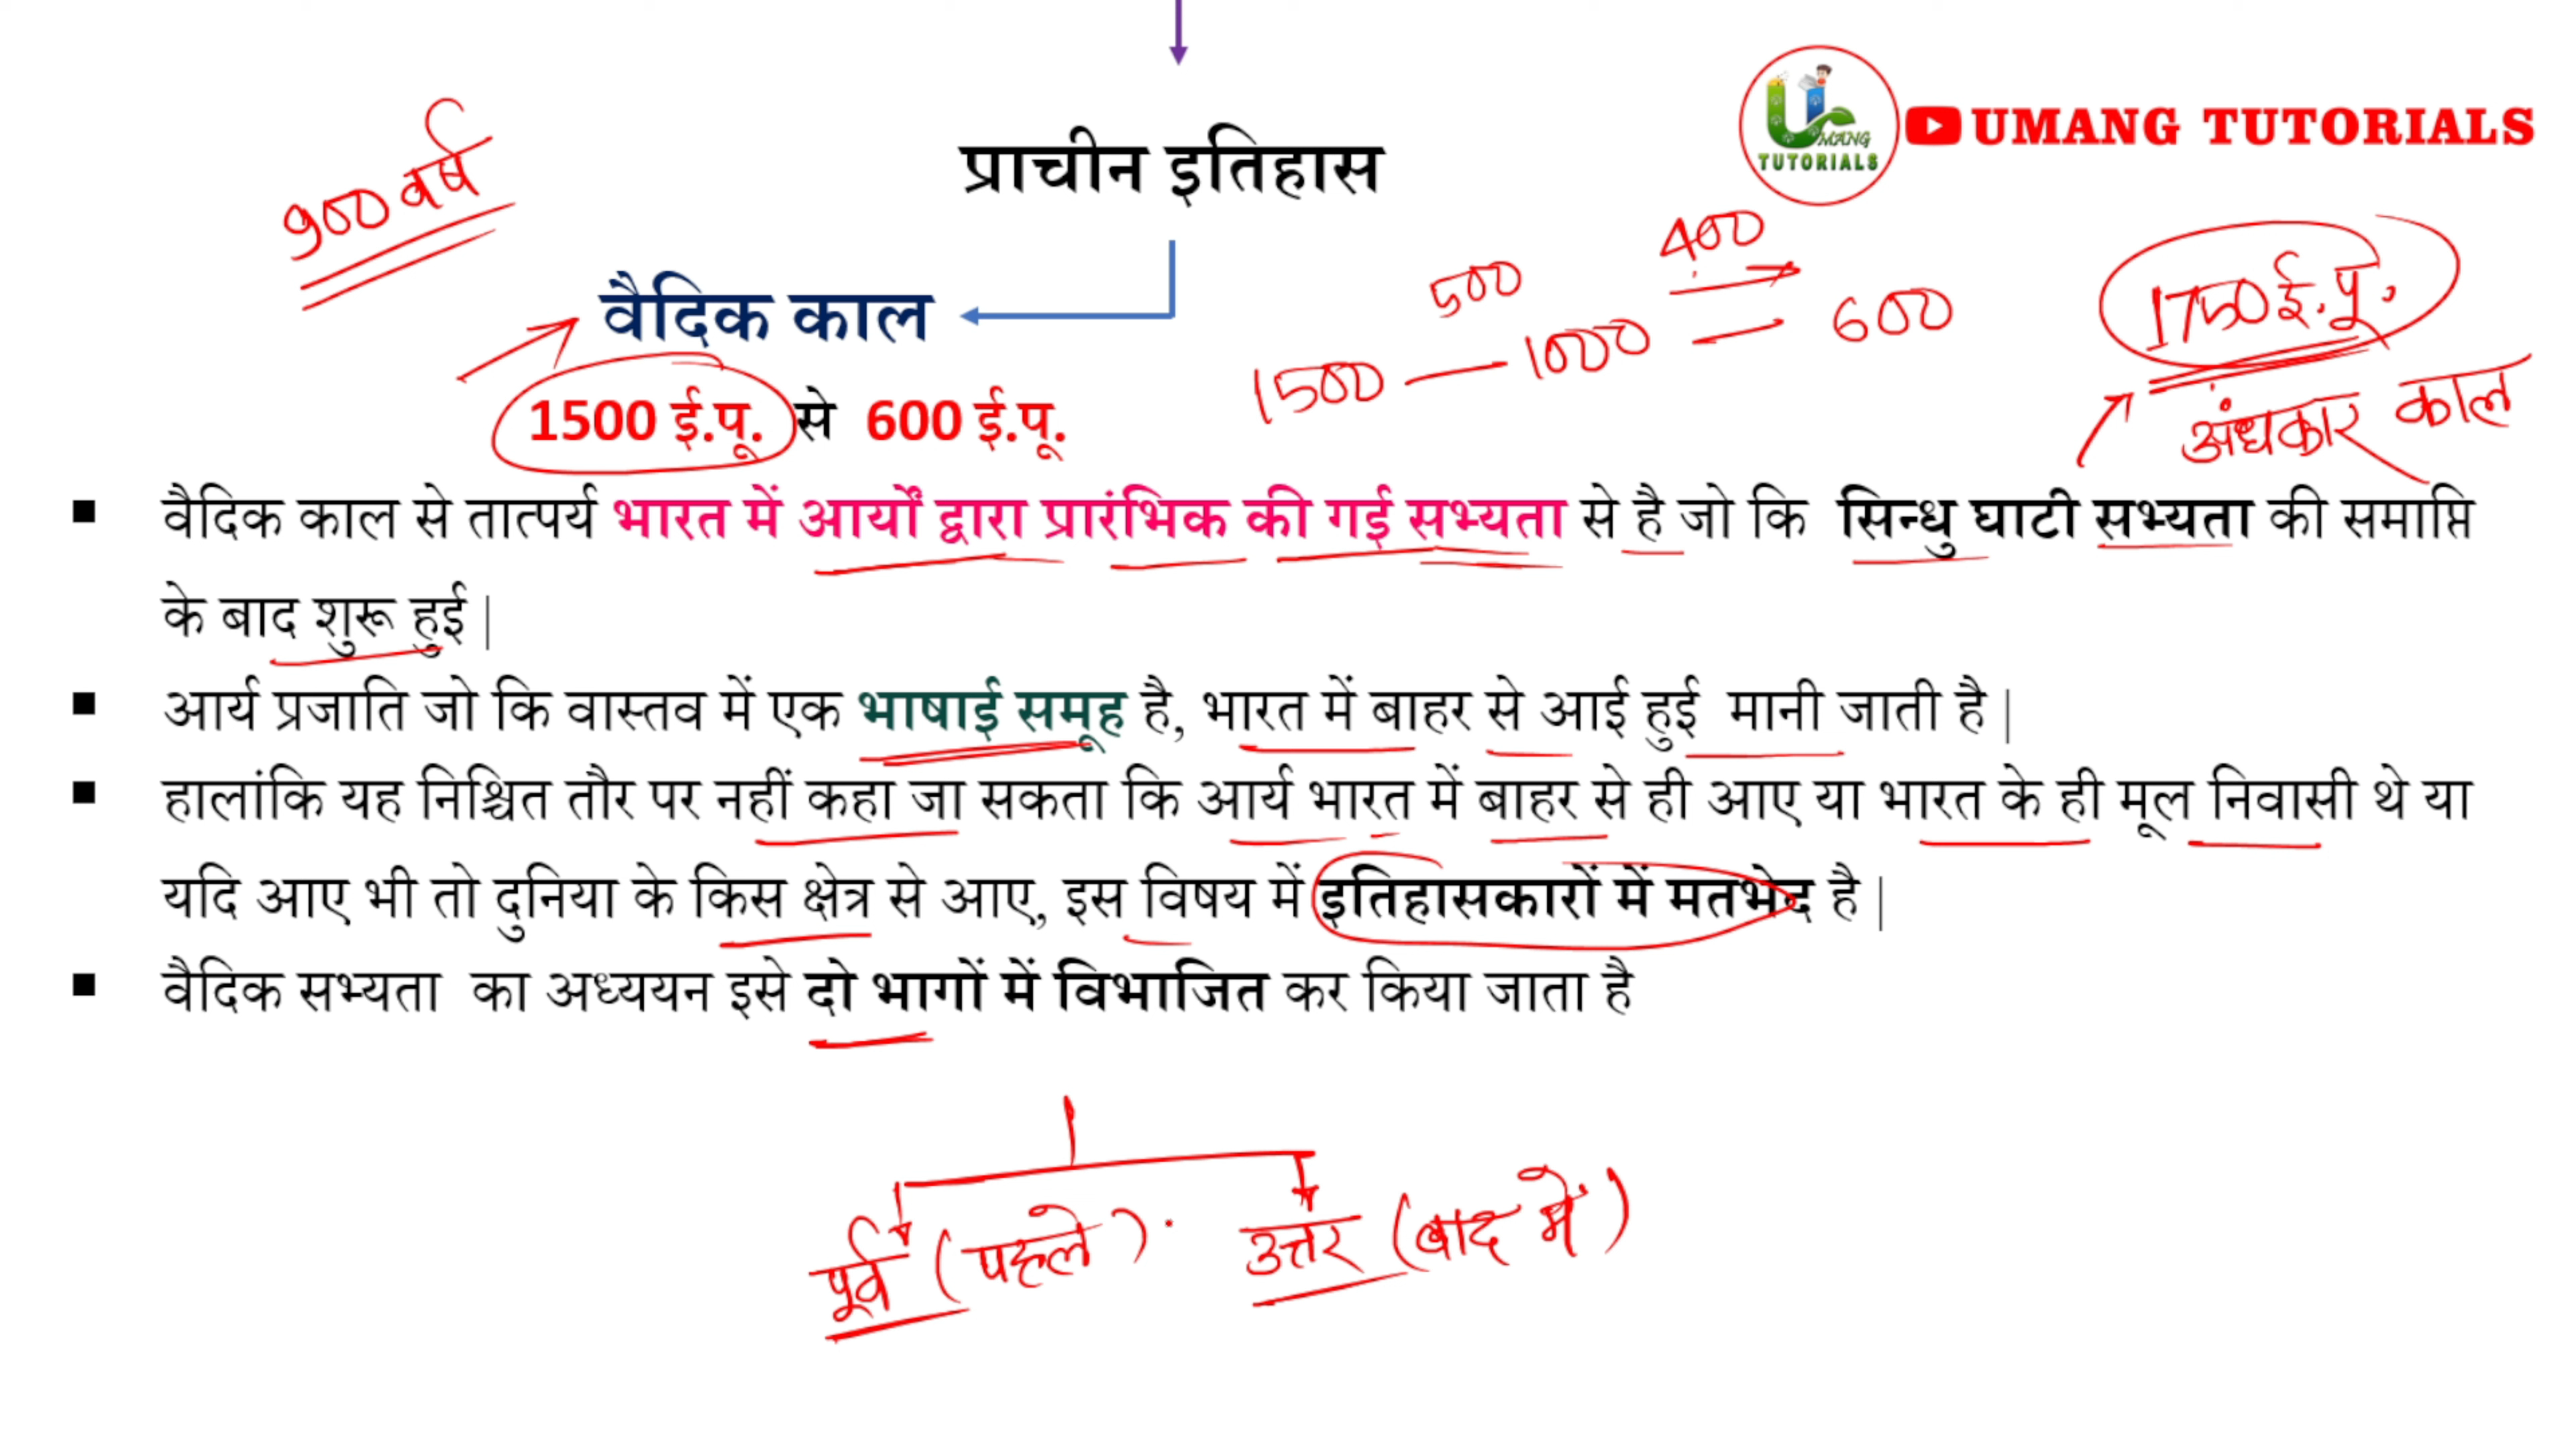 900 वर्ष
प्राचीन इतिहास
UMANG TUTORIALS
UMANG TUTORIALS
वैदिक काल
500
400
1500 — 1000 — 600
1750 ई.पू.
अंधकार काल
1500 ई.पू. से 600 ई.पू.
▪ वैदिक काल से तात्पर्य भारत में आर्यों द्वारा प्रारंभिक की गई सभ्यता से है जो कि सिन्धु घाटी सभ्यता की समाप्ति
के बाद शुरू हुई |
▪ आर्य प्रजाति जो कि वास्तव में एक भाषाई समूह है, भारत में बाहर से आई हुई मानी जाती है |
▪ हालांकि यह निश्चित तौर पर नहीं कहा जा सकता कि आर्य भारत में बाहर से ही आए या भारत के ही मूल निवासी थे या
यदि आए भी तो दुनिया के किस क्षेत्र से आए, इस विषय में इतिहासकारों में मतभेद है |
▪ वैदिक सभ्यता का अध्ययन इसे दो भागों में विभाजित कर किया जाता है
पूर्व (पहले) उत्तर (बाद में)